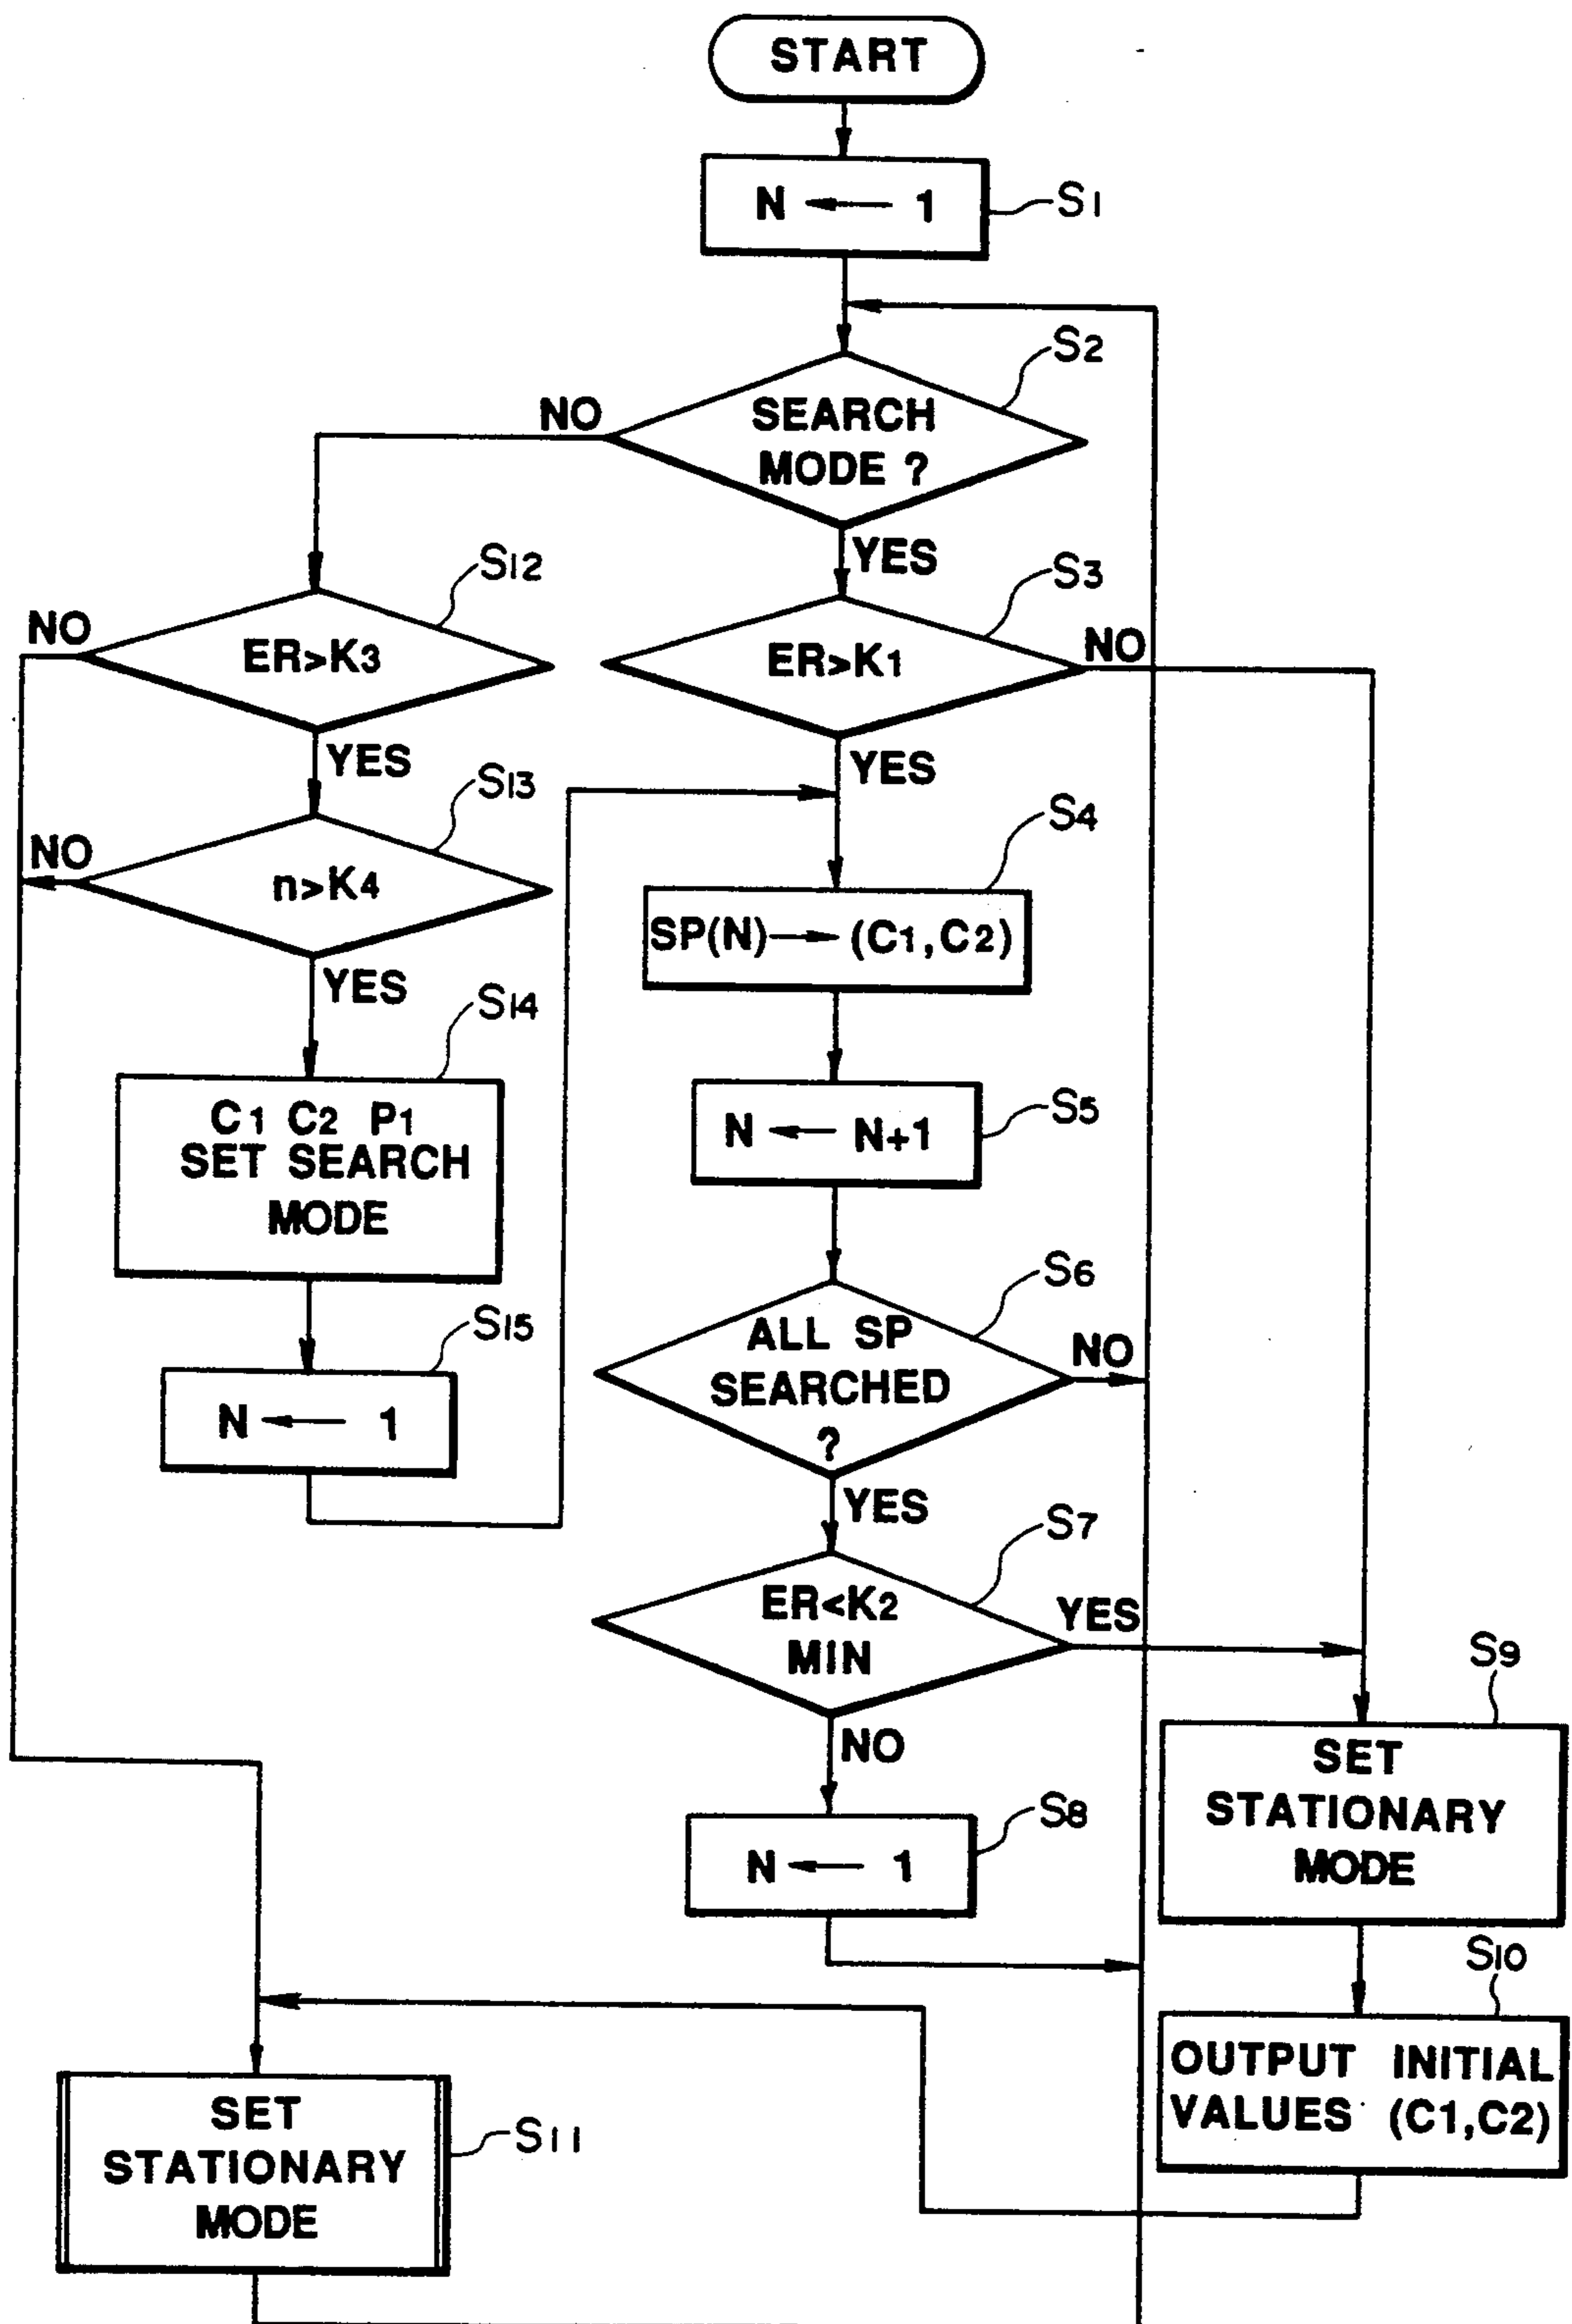 START
N ← 1
S1
S2
NO
SEARCH
MODE ?
YES
S12
S3
NO
ER>K3
ER>K1
NO
YES
YES
S13
S4
NO
n>K4
SP(N)→(C1,C2)
YES
S14
C1 C2 P1
SET SEARCH
MODE
S5
N ← N+1
S6
S15
ALL SP
SEARCHED
?
NO
N ← 1
YES
S7
ER<K2
MIN
YES
S9
NO
SET
STATIONARY
MODE
S8
N ← 1
S10
OUTPUT INITIAL
VALUES (C1,C2)
SET
STATIONARY
MODE
S11